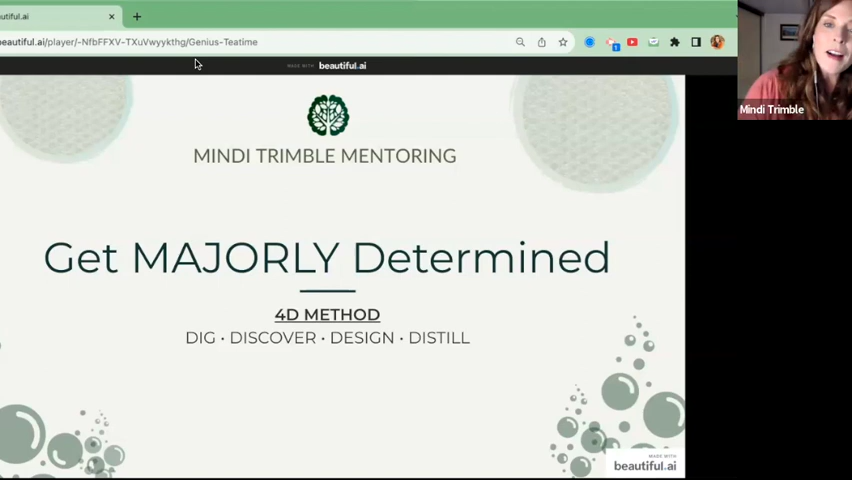 eautiful.ai
eautiful.ai/player/-NfbFFXV-TXuVwyykthg/Genius-Teatime
MADE WITH beautiful.ai
Mindi Trimble
MINDI TRIMBLE MENTORING
Get MAJORLY Determined
4D METHOD
DIG • DISCOVER • DESIGN • DISTILL
MADE WITH
beautiful.ai